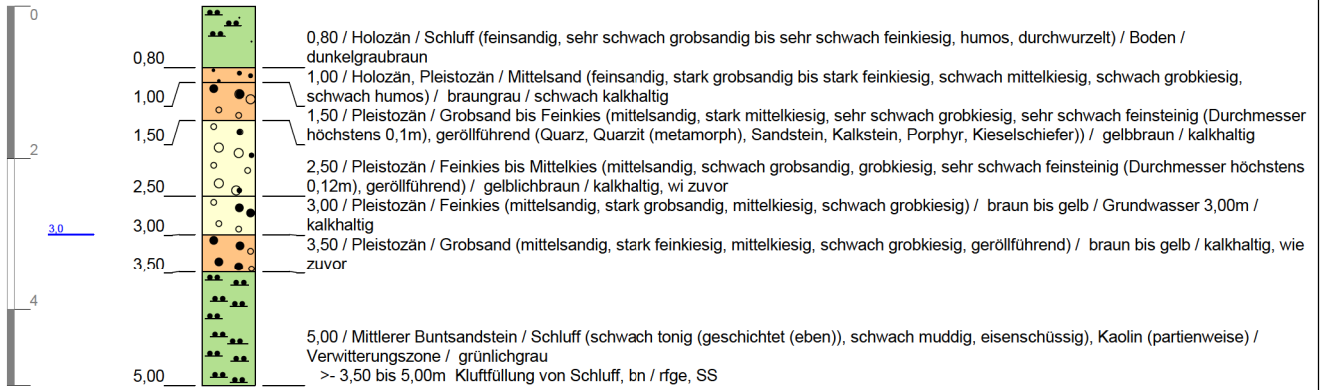 0
0,80
0,80 / Holozän / Schluff (feinsandig, sehr schwach grobsandig bis sehr schwach feinkiesig, humos, durchwurzelt) / Boden /
dunkelgraubraun
1,00
1,00 / Holozän, Pleistozän / Mittelsand (feinsandig, stark grobsandig bis stark feinkiesig, schwach mittelkiesig, schwach grobkiesig,
schwach humos) / braungrau / schwach kalkhaltig
1,50
1,50 / Pleistozän / Grobsand bis Feinkies (mittelsandig, stark mittelkiesig, sehr schwach grobkiesig, sehr schwach feinsteinig (Durchmesser
höchstens 0,1m), geröllführend (Quarz, Quarzit (metamorph), Sandstein, Kalkstein, Porphyr, Kieselschiefer)) / gelbbraun / kalkhaltig
2
2,50
2,50 / Pleistozän / Feinkies bis Mittelkies (mittelsandig, schwach grobsandig, grobkiesig, sehr schwach feinsteinig (Durchmesser höchstens
0,12m), geröllführend) / gelblichbraun / kalkhaltig, wi zuvor
3,00
3,00 / Pleistozän / Feinkies (mittelsandig, stark grobsandig, mittelkiesig, schwach grobkiesig) / braun bis gelb / Grundwasser 3,00m /
kalkhaltig
3,0
3,50
3,50 / Pleistozän / Grobsand (mittelsandig, stark feinkiesig, mittelkiesig, schwach grobkiesig, geröllführend) / braun bis gelb / kalkhaltig, wie
zuvor
4
5,00
5,00 / Mittlerer Buntsandstein / Schluff (schwach tonig (geschichtet (eben)), schwach muddig, eisenschüssig), Kaolin (partienweise) /
Verwitterungszone / grünlichgrau
>- 3,50 bis 5,00m Kluftfüllung von Schluff, bn / rfge, SS